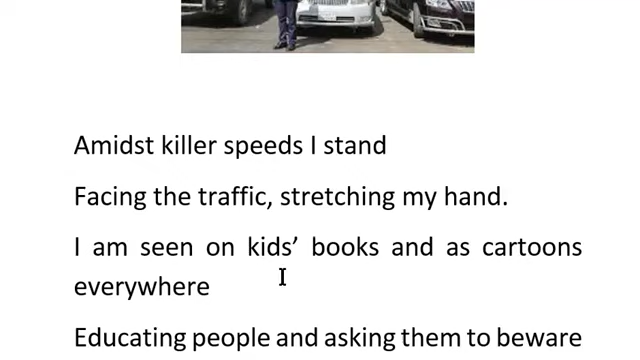 Amidst killer speeds I stand
Facing the traffic, stretching my hand.
I am seen on kids’ books and as cartoons
everywhere
Educating people and asking them to beware